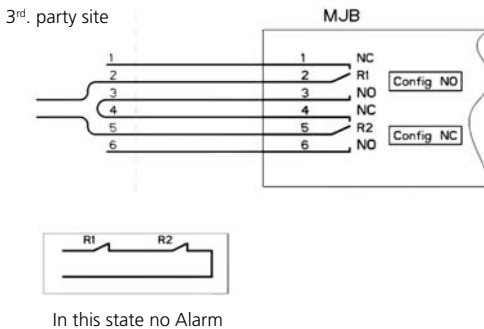 3rd. party site
MJB
1 1 NC
2 2 R1 Config NO
3 3 NO
4 4 NC
5 5 R2 Config NC
6 6 NO
R1 R2
In this state no Alarm